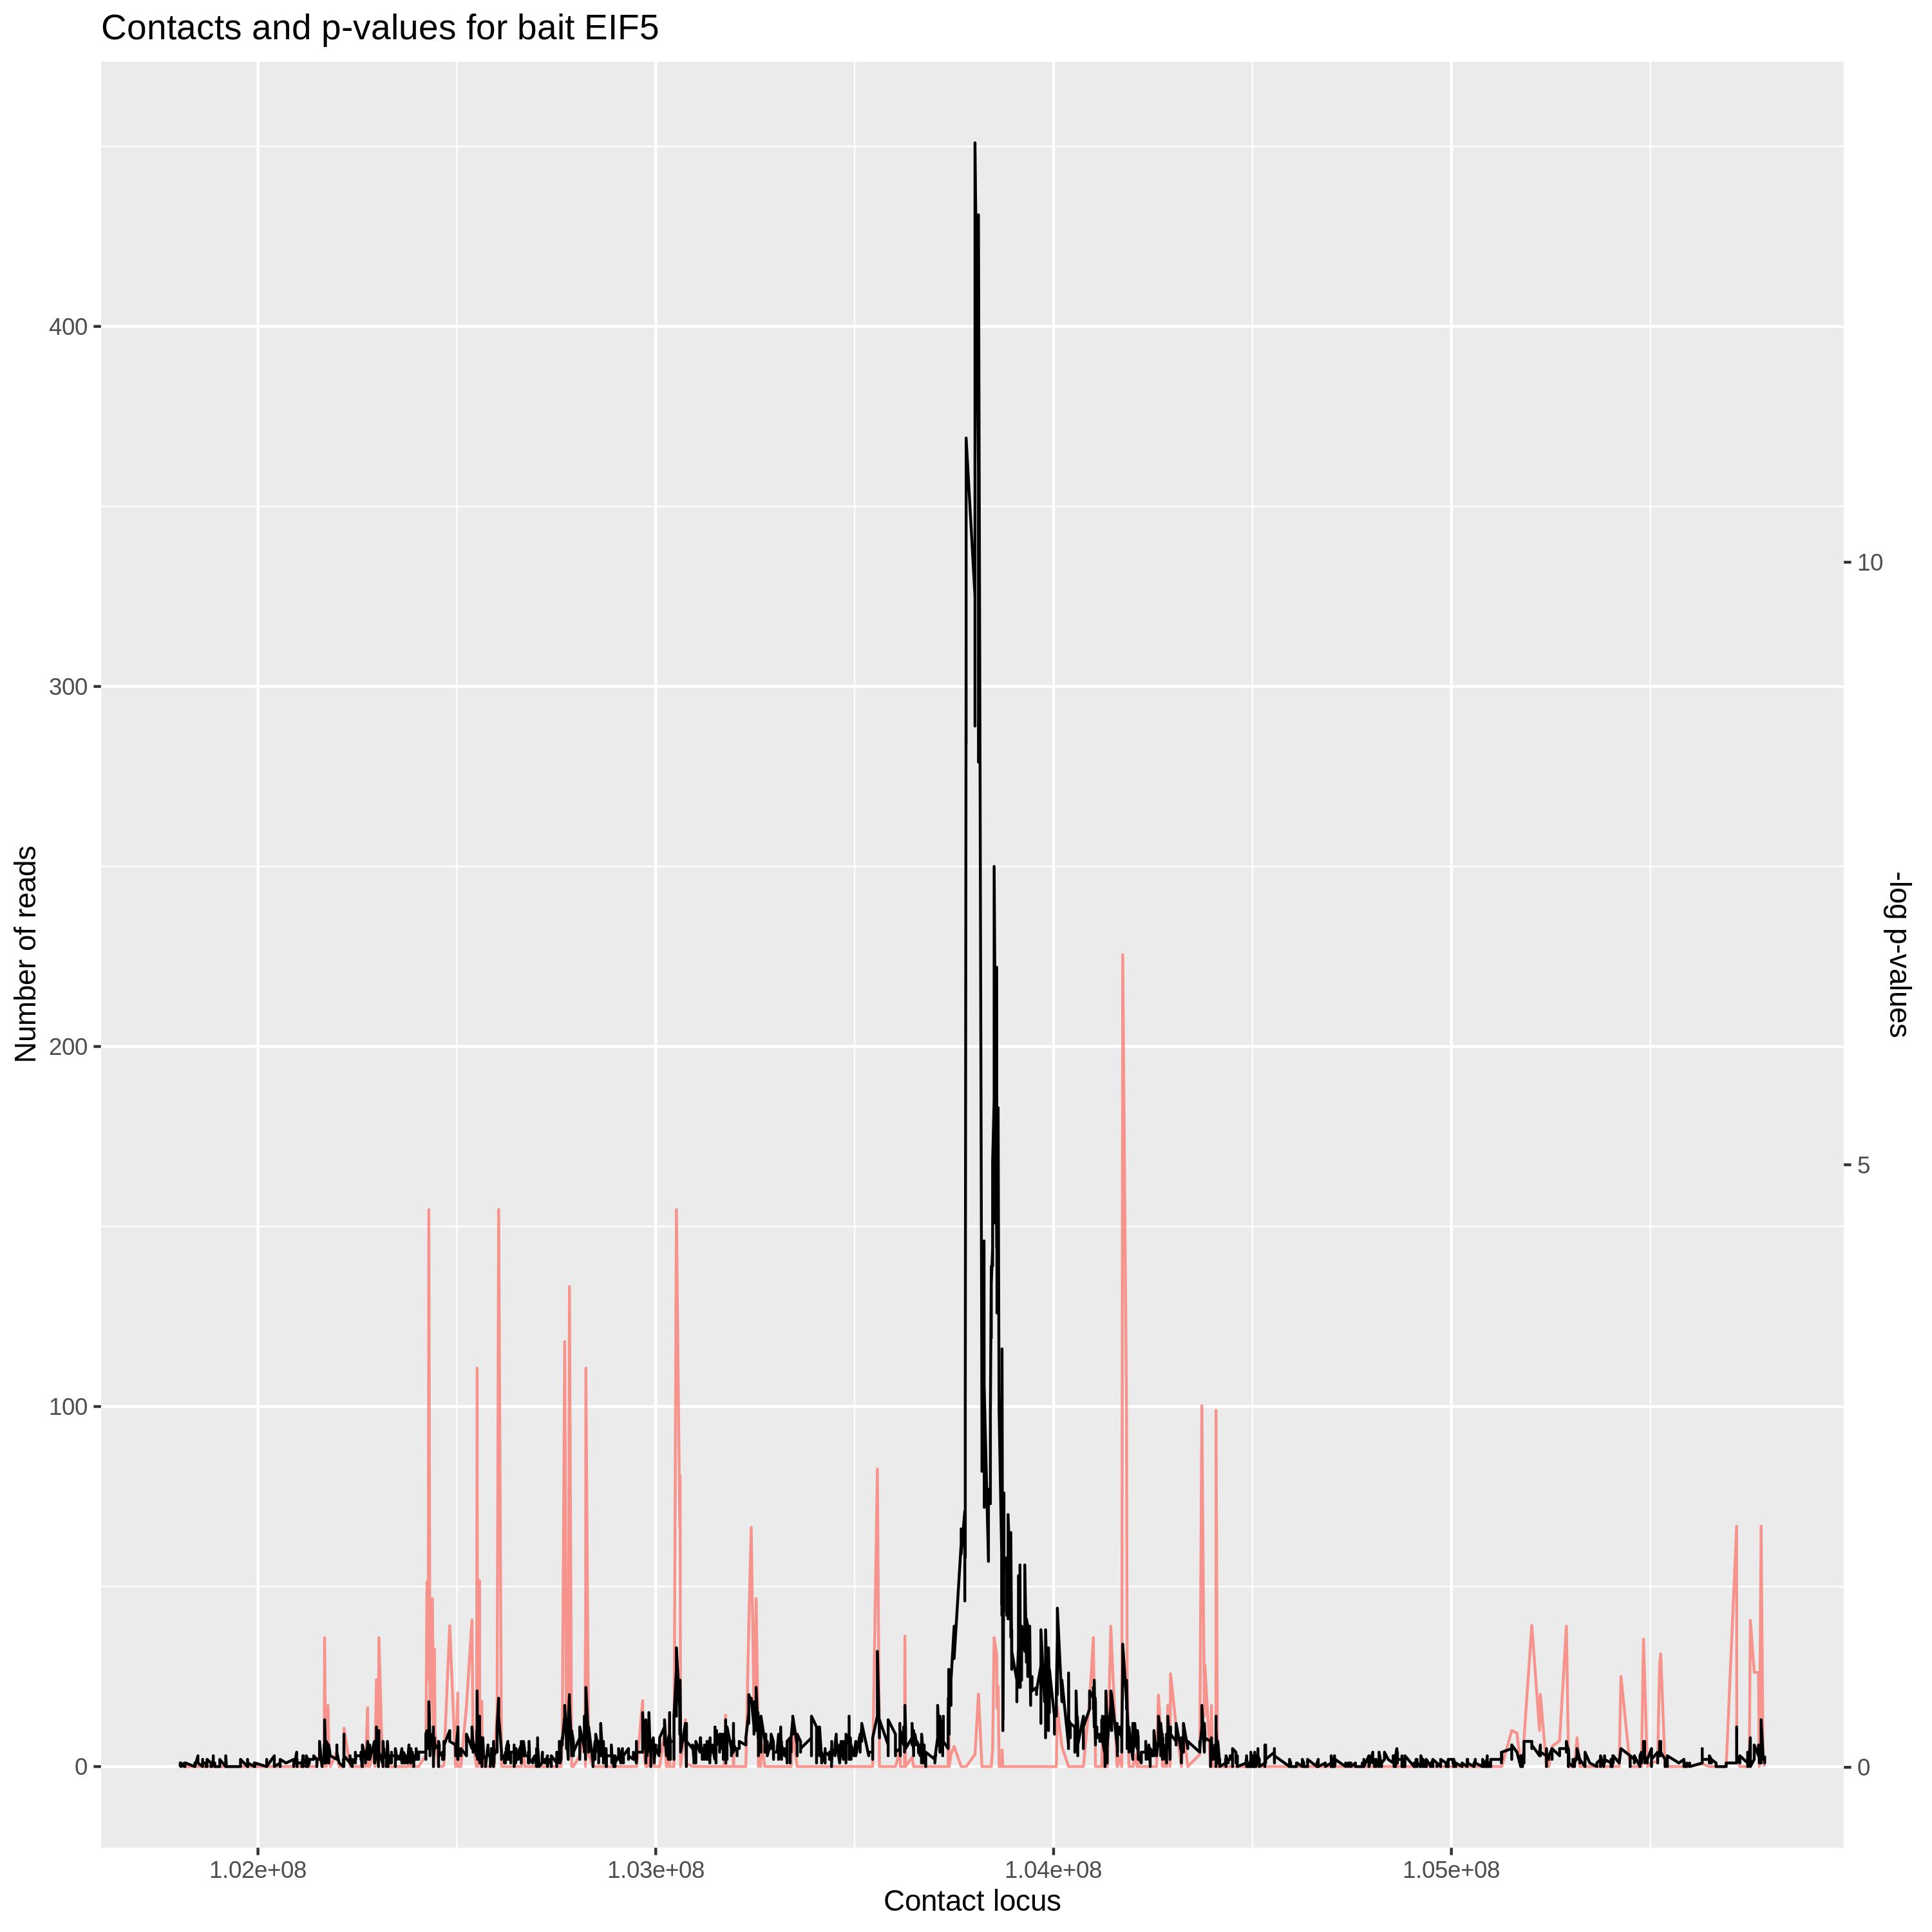 Contacts and p-values for bait EIF5
Number of reads
400
300
200
100
0
10
5
0
-log p-values
1.02e+08
1.03e+08
1.04e+08
1.05e+08
Contact locus